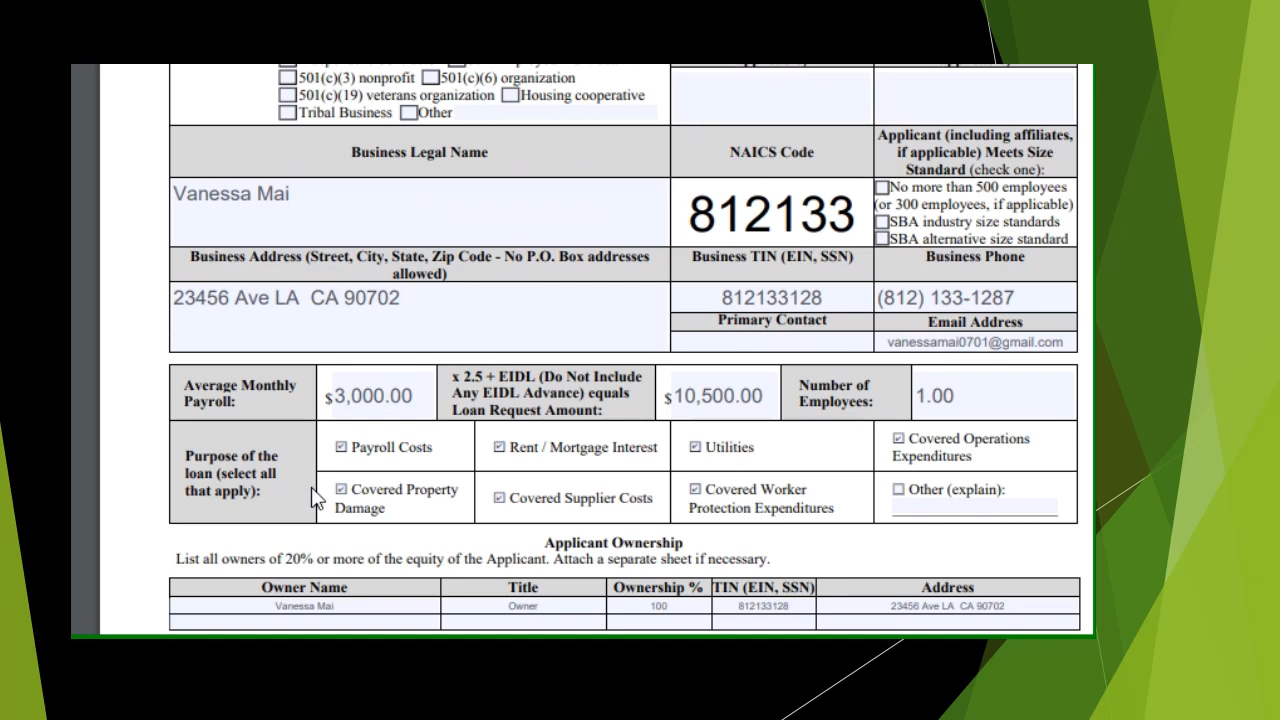 501(c)(3) nonprofit 501(c)(6) organization
501(c)(19) veterans organization Housing cooperative
Tribal Business Other
Business Legal Name
NAICS Code
Applicant (including affiliates,
if applicable) Meets Size
Standard (check one):
Vanessa Mai
812133
No more than 500 employees
(or 300 employees, if applicable)
SBA industry size standards
SBA alternative size standard
Business Address (Street, City, State, Zip Code - No P.O. Box addresses
allowed)
Business TIN (EIN, SSN)
Business Phone
23456 Ave LA CA 90702
812133128
(812) 133-1287
Primary Contact
Email Address
vanessamai0701@gmail.com
Average Monthly
Payroll:
$3,000.00
x 2.5 + EIDL (Do Not Include
Any EIDL Advance) equals
Loan Request Amount:
$10,500.00
Number of
Employees:
1.00
Purpose of the
loan (select all
that apply):
Payroll Costs
Rent / Mortgage Interest
Utilities
Covered Operations
Expenditures
Covered Property
Damage
Covered Supplier Costs
Covered Worker
Protection Expenditures
Other (explain):
Applicant Ownership
List all owners of 20% or more of the equity of the Applicant. Attach a separate sheet if necessary.
Owner Name Title Ownership % TIN (EIN, SSN) Address
Vanessa Mai Owner 100 812133128 23456 Ave LA CA 90702